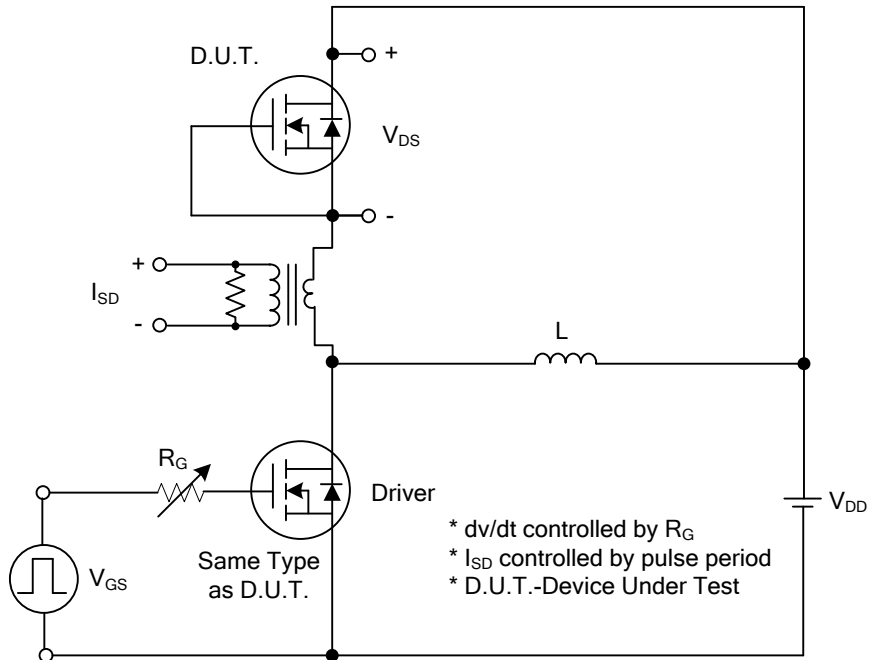 D.U.T.
+
V_DS
-
+
I_SD
-
L
R_G
Driver
V_DD
* dv/dt controlled by R_G
* I_SD controlled by pulse period
* D.U.T.-Device Under Test
Same Type
as D.U.T.
V_GS